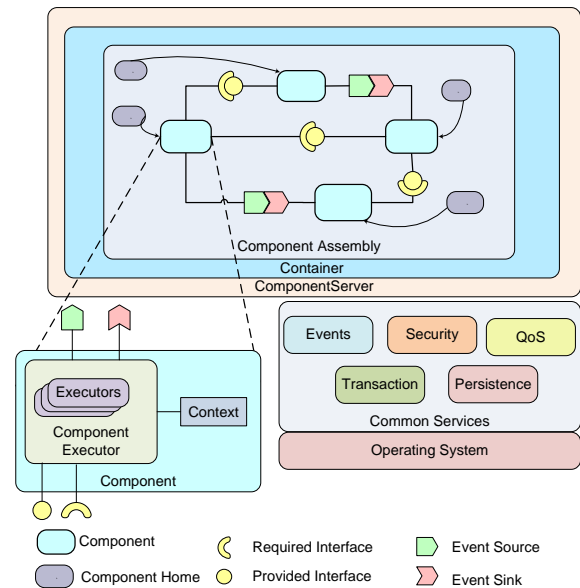 Component Assembly
Container
ComponentServer
Events
Security
QoS
Transaction
Persistence
Common Services
Operating System
Executors
Context
Component
Executor
Component
Component
Required Interface
Event Source
Component Home
Provided Interface
Event Sink